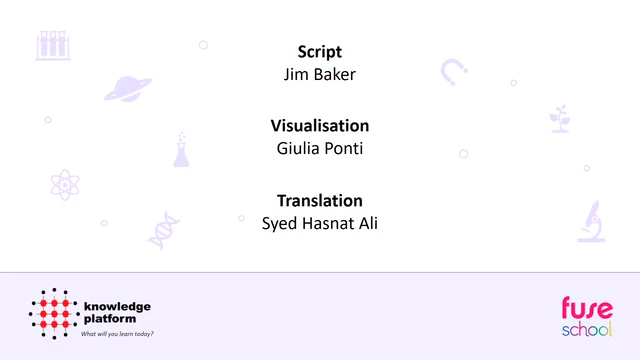 Script
Jim Baker
Visualisation
Giulia Ponti
Translation
Syed Hasnat Ali
knowledge
platform
What will you learn today?
fuse
school